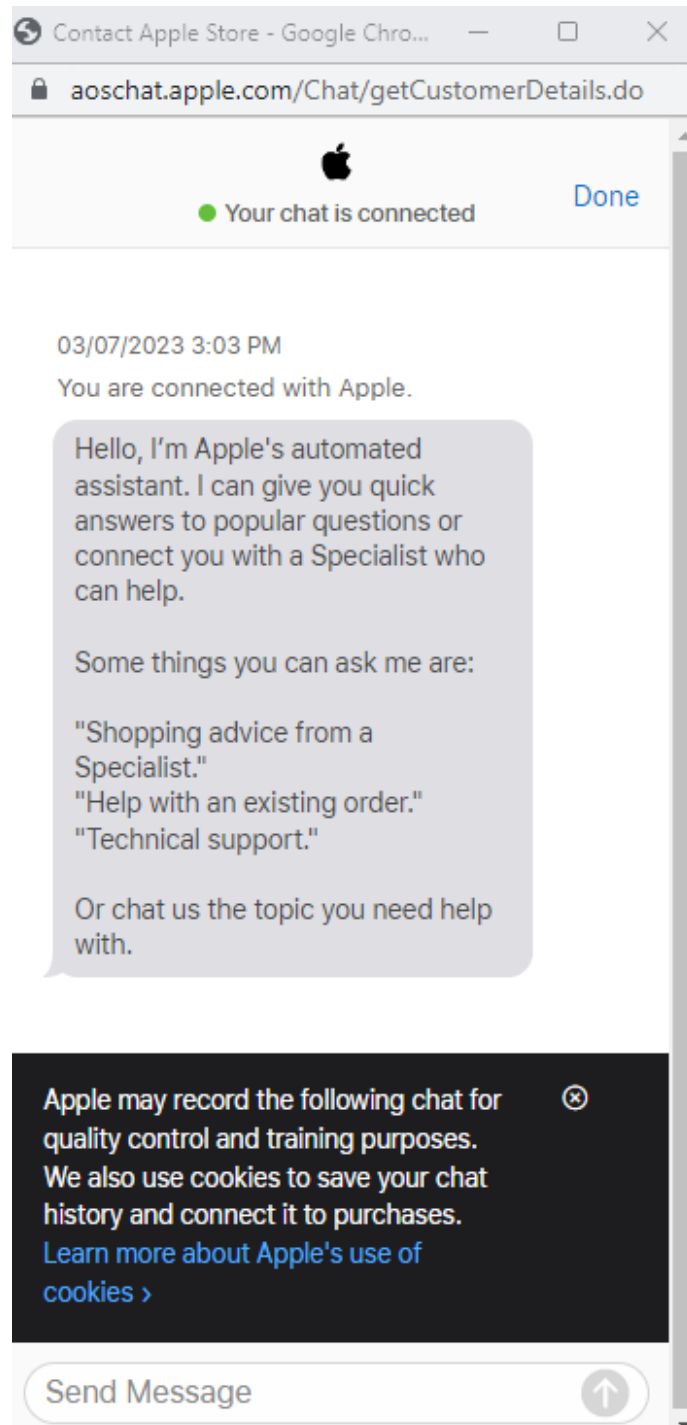 Contact Apple Store - Google Chro...
aoschat.apple.com/Chat/getCustomerDetails.do
Your chat is connected
Done
03/07/2023 3:03 PM
You are connected with Apple.
Hello, I’m Apple's automated
assistant. I can give you quick
answers to popular questions or
connect you with a Specialist who
can help.
Some things you can ask me are:
"Shopping advice from a
Specialist."
"Help with an existing order."
"Technical support."
Or chat us the topic you need help
with.
Apple may record the following chat for
quality control and training purposes.
We also use cookies to save your chat
history and connect it to purchases.
Learn more about Apple's use of
cookies ›
Send Message